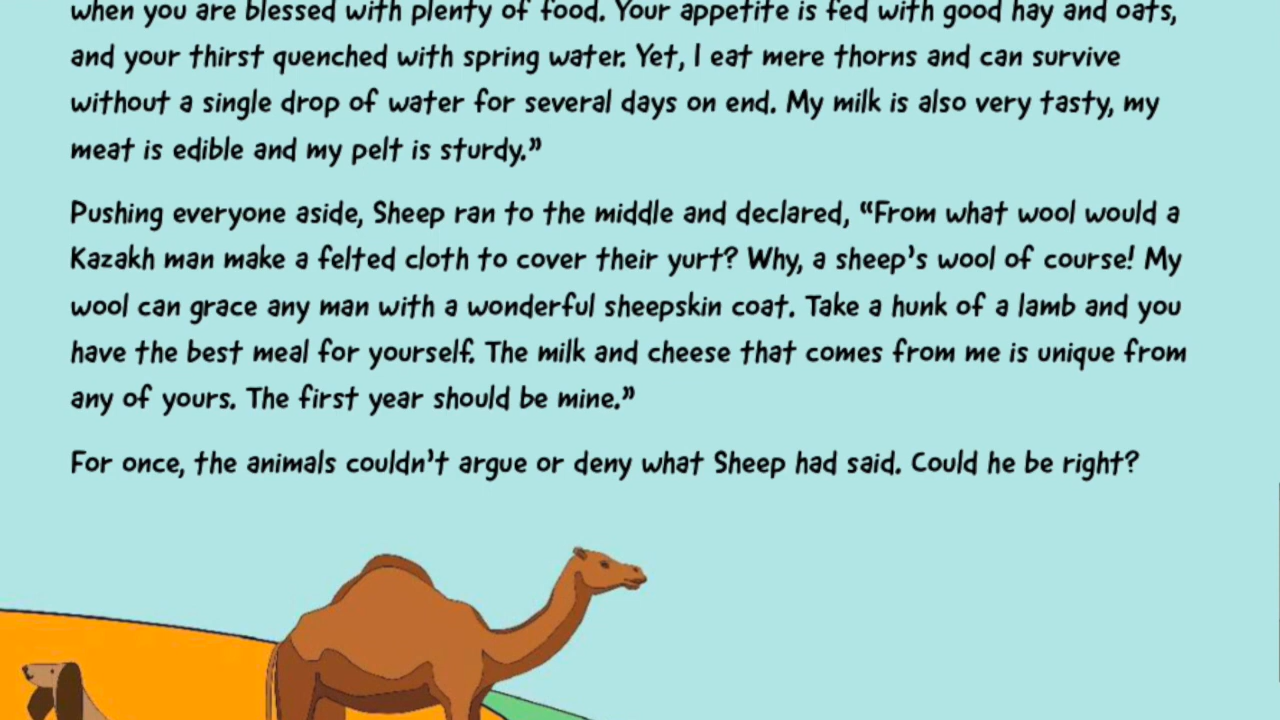 when you are blessed with plenty of food. Your appetite is fed with good hay and oats,
and your thirst quenched with spring water. Yet, I eat mere thorns and can survive
without a single drop of water for several days on end. My milk is also very tasty, my
meat is edible and my pelt is sturdy.”
Pushing everyone aside, Sheep ran to the middle and declared, “From what wool would a
Kazakh man make a felted cloth to cover their yurt? Why, a sheep’s wool of course! My
wool can grace any man with a wonderful sheepskin coat. Take a hunk of a lamb and you
have the best meal for yourself. The milk and cheese that comes from me is unique from
any of yours. The first year should be mine.”
For once, the animals couldn’t argue or deny what Sheep had said. Could he be right?